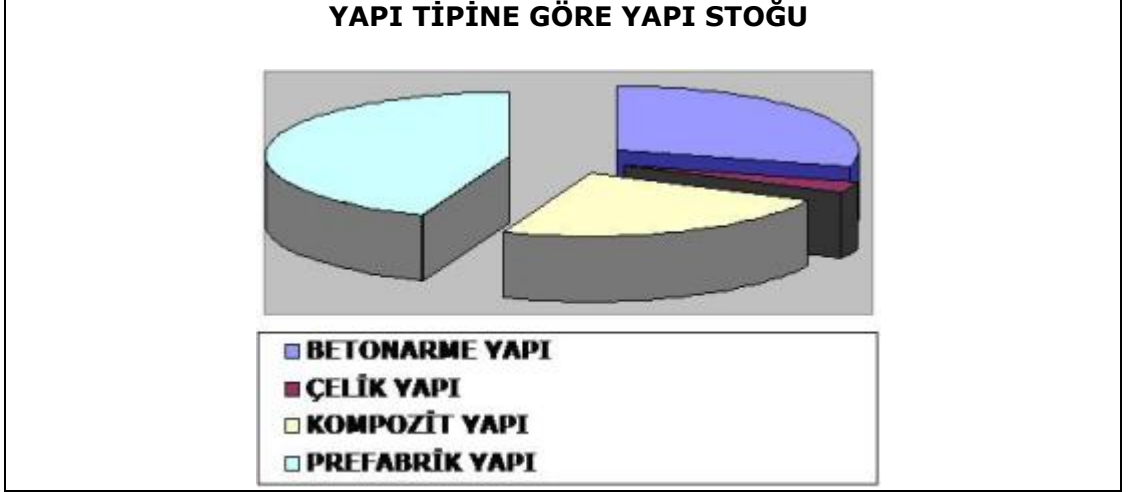 YAPI TİPİNE GÖRE YAPI STOĞU
BETONARME YAPI
ÇELİK YAPI
KOMPOZİT YAPI
PREFABRİK YAPI